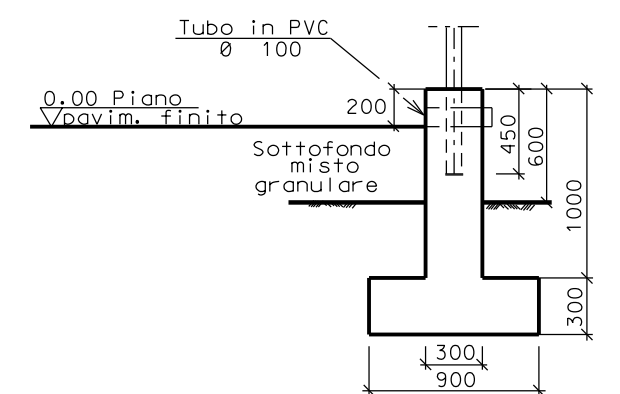 Tubo in PVC
Ø 100
0.00 Piano
pavim. finito
200
450
600
Sottofondo
misto
granulare
1000
300
300
900